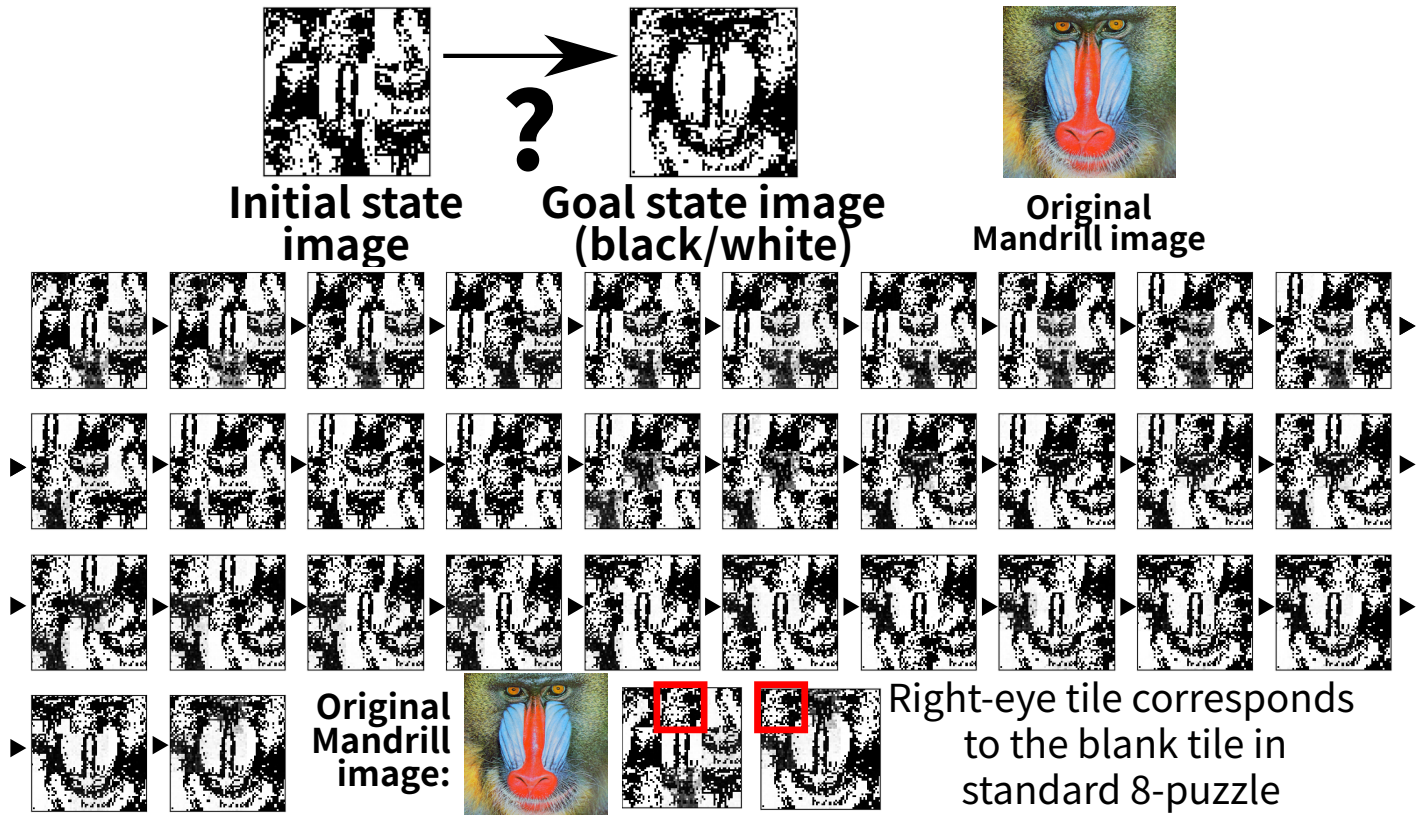 ?
Initial state
image
Goal state image
(black/white)
Original
Mandrill image
Original
Mandrill
image:
Right-eye tile corresponds
to the blank tile in
standard 8-puzzle